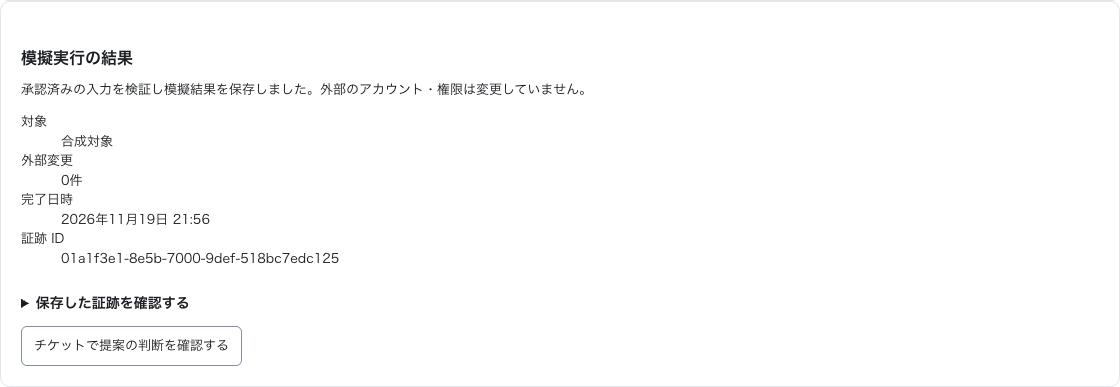 模擬実行の結果
承認済みの入力を検証し模擬結果を保存しました。外部のアカウント・権限は変更していません。
対象
合成対象
外部変更
0件
完了日時
2026年11月19日 21:56
証跡 ID
01a1f3e1-8e5b-7000-9def-518bc7edc125
▶ 保存した証跡を確認する
チケットで提案の判断を確認する